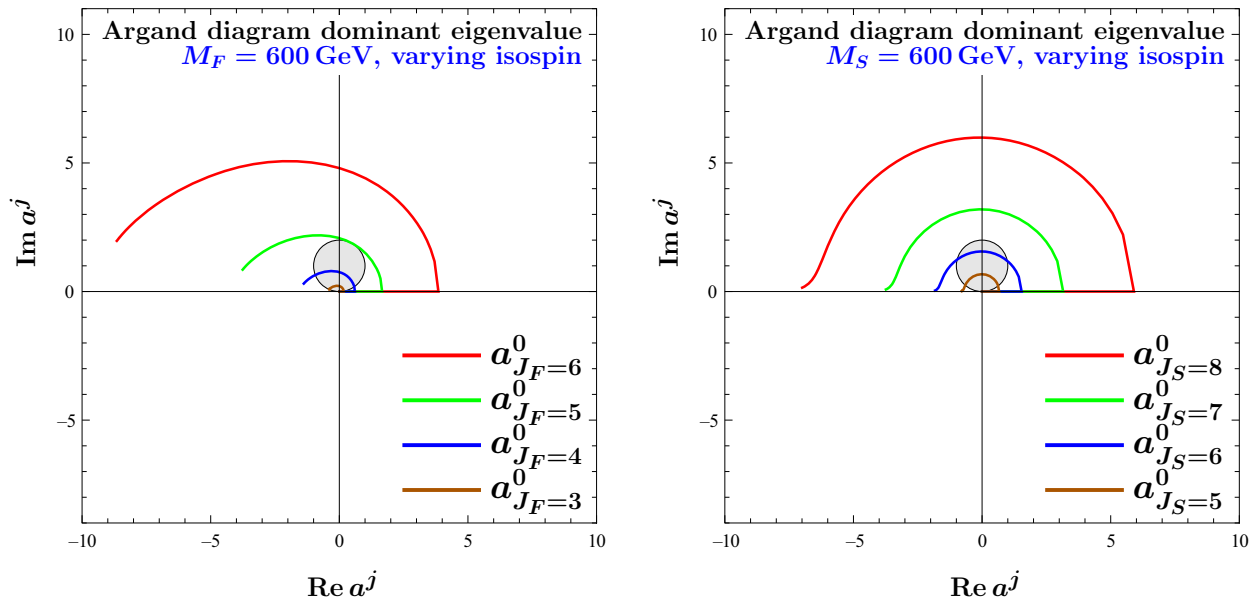 Argand diagram dominant eigenvalue
M_F = 600 GeV, varying isospin
10
5
0
−5
−10 −5 0 5 10
Im a^j
Re a^j
a^0_{J_F=6}
a^0_{J_F=5}
a^0_{J_F=4}
a^0_{J_F=3}
Argand diagram dominant eigenvalue
M_S = 600 GeV, varying isospin
10
5
0
−5
−10 −5 0 5 10
Im a^j
Re a^j
a^0_{J_S=8}
a^0_{J_S=7}
a^0_{J_S=6}
a^0_{J_S=5}